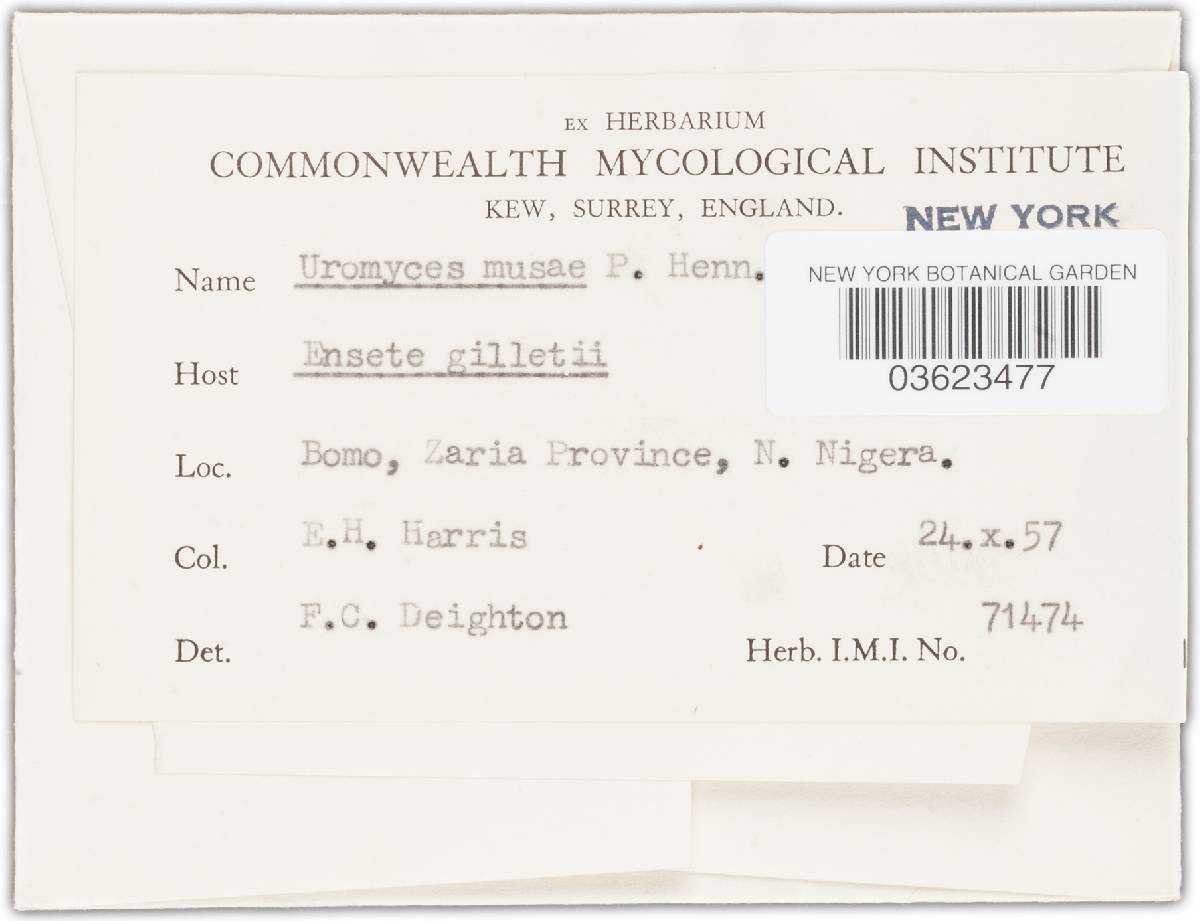 EX HERBARIUM
COMMONWEALTH MYCOLOGICAL INSTITUTE
KEW, SURREY, ENGLAND.
NEW YORK
Name Uromyces musae P. Henn.
NEW YORK BOTANICAL GARDEN
03623477
Host Ensete gilletii
Loc. Bomo, Zaria Province, N. Nigera.
Col. E.H. Harris Date 24.x.57
Det. F.C. Deighton Herb. I.M.I. No. 71474